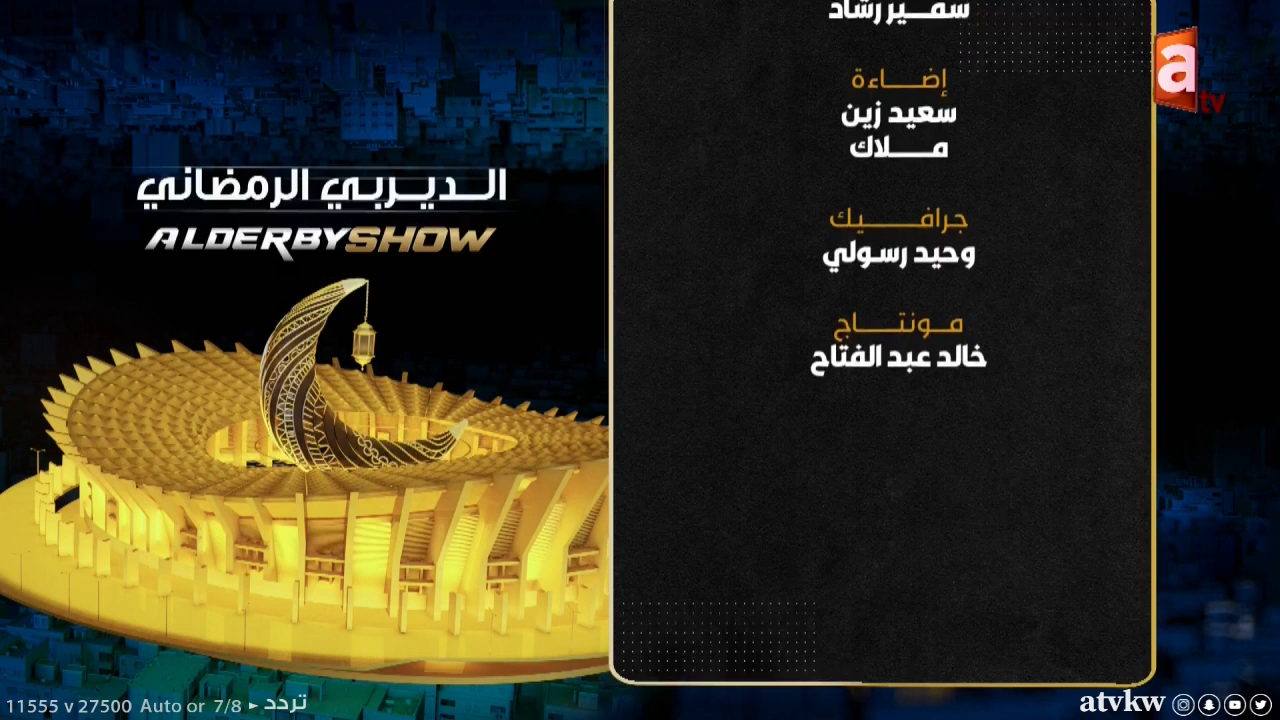 سمير رشاد
إضاءة
سعيد زين
ملاك
جرافيك
وحيد رسولي
مونتاج
خالد عبد الفتاح
الديربي الرمضاني
ALDERBYSHOW
a tv
11555 v 27500 Auto or 7/8 ► تردد
atvkw